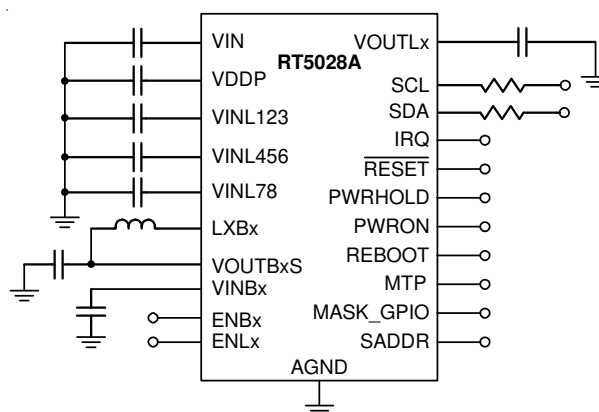 RT5028A
VIN
VDDP
VINL123
VINL456
VINL78
LXBx
VOUTBxS
VINBx
ENBx
ENLx
VOUTLx
SCL
SDA
IRQ
RESET
PWRHOLD
PWRON
REBOOT
MTP
MASK_GPIO
SADDR
AGND